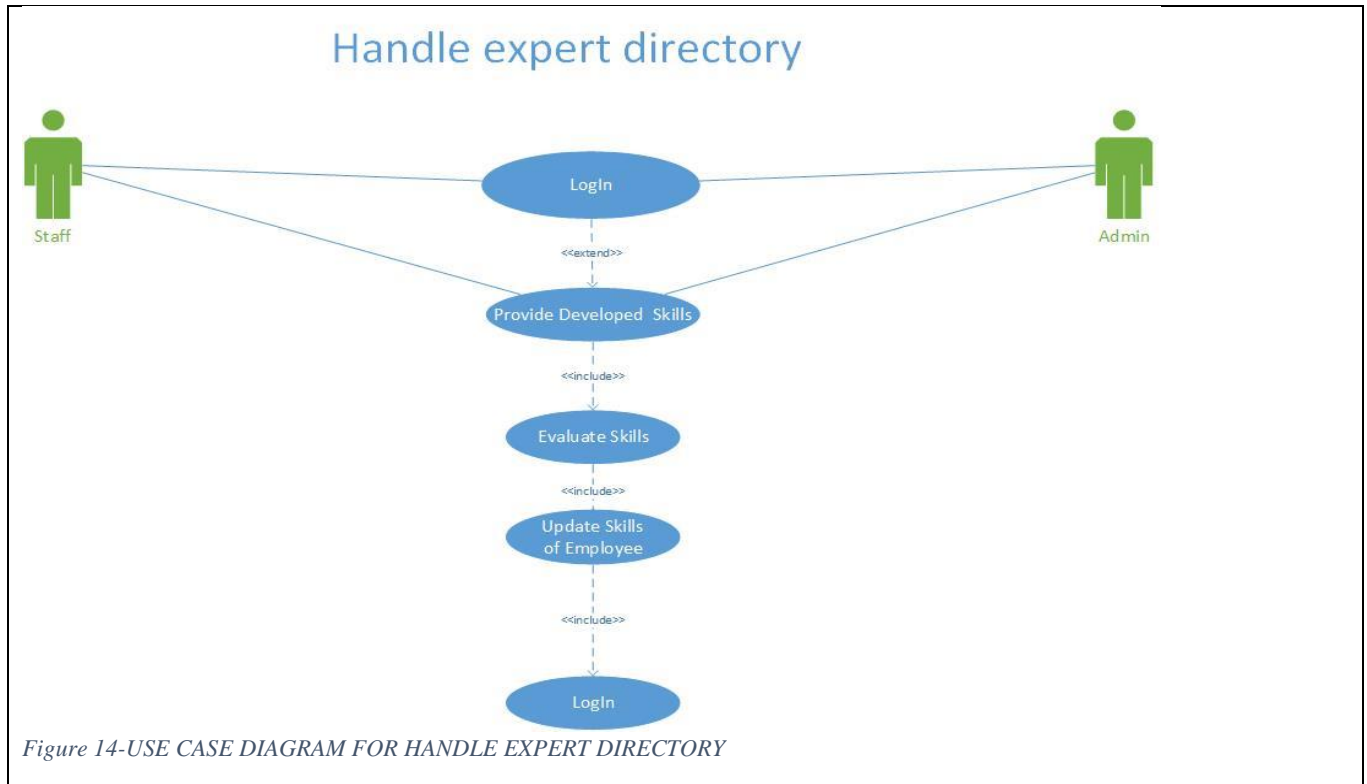 Handle expert directory
LogIn
Staff
Admin
<<extend>>
Provide Developed Skills
<<include>>
Evaluate Skills
<<include>>
Update Skills
of Employee
<<include>>
LogIn
Figure 14-USE CASE DIAGRAM FOR HANDLE EXPERT DIRECTORY